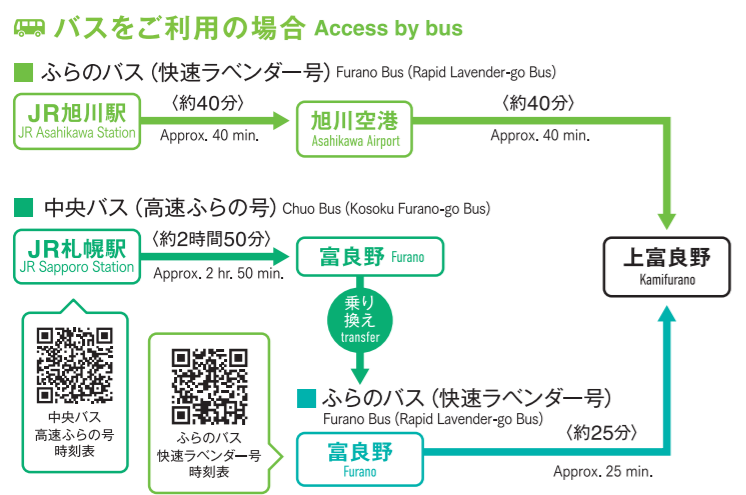 バスをご利用の場合 Access by bus
ふらのバス（快速ラベンダー号）Furano Bus (Rapid Lavender-go Bus)
JR旭川駅
JR Asahikawa Station
〈約40分〉
Approx. 40 min.
旭川空港
Asahikawa Airport
〈約40分〉
Approx. 40 min.
中央バス（高速ふらの号）Chuo Bus (Kosoku Furano-go Bus)
JR札幌駅
JR Sapporo Station
〈約2時間50分〉
Approx. 2 hr. 50 min.
富良野 Furano
上富良野
Kamifurano
乗り
換え
transfer
中央バス
高速ふらの号
時刻表
ふらのバス
快速ラベンダー号
時刻表
ふらのバス（快速ラベンダー号）
Furano Bus (Rapid Lavender-go Bus)
富良野
Furano
〈約25分〉
Approx. 25 min.